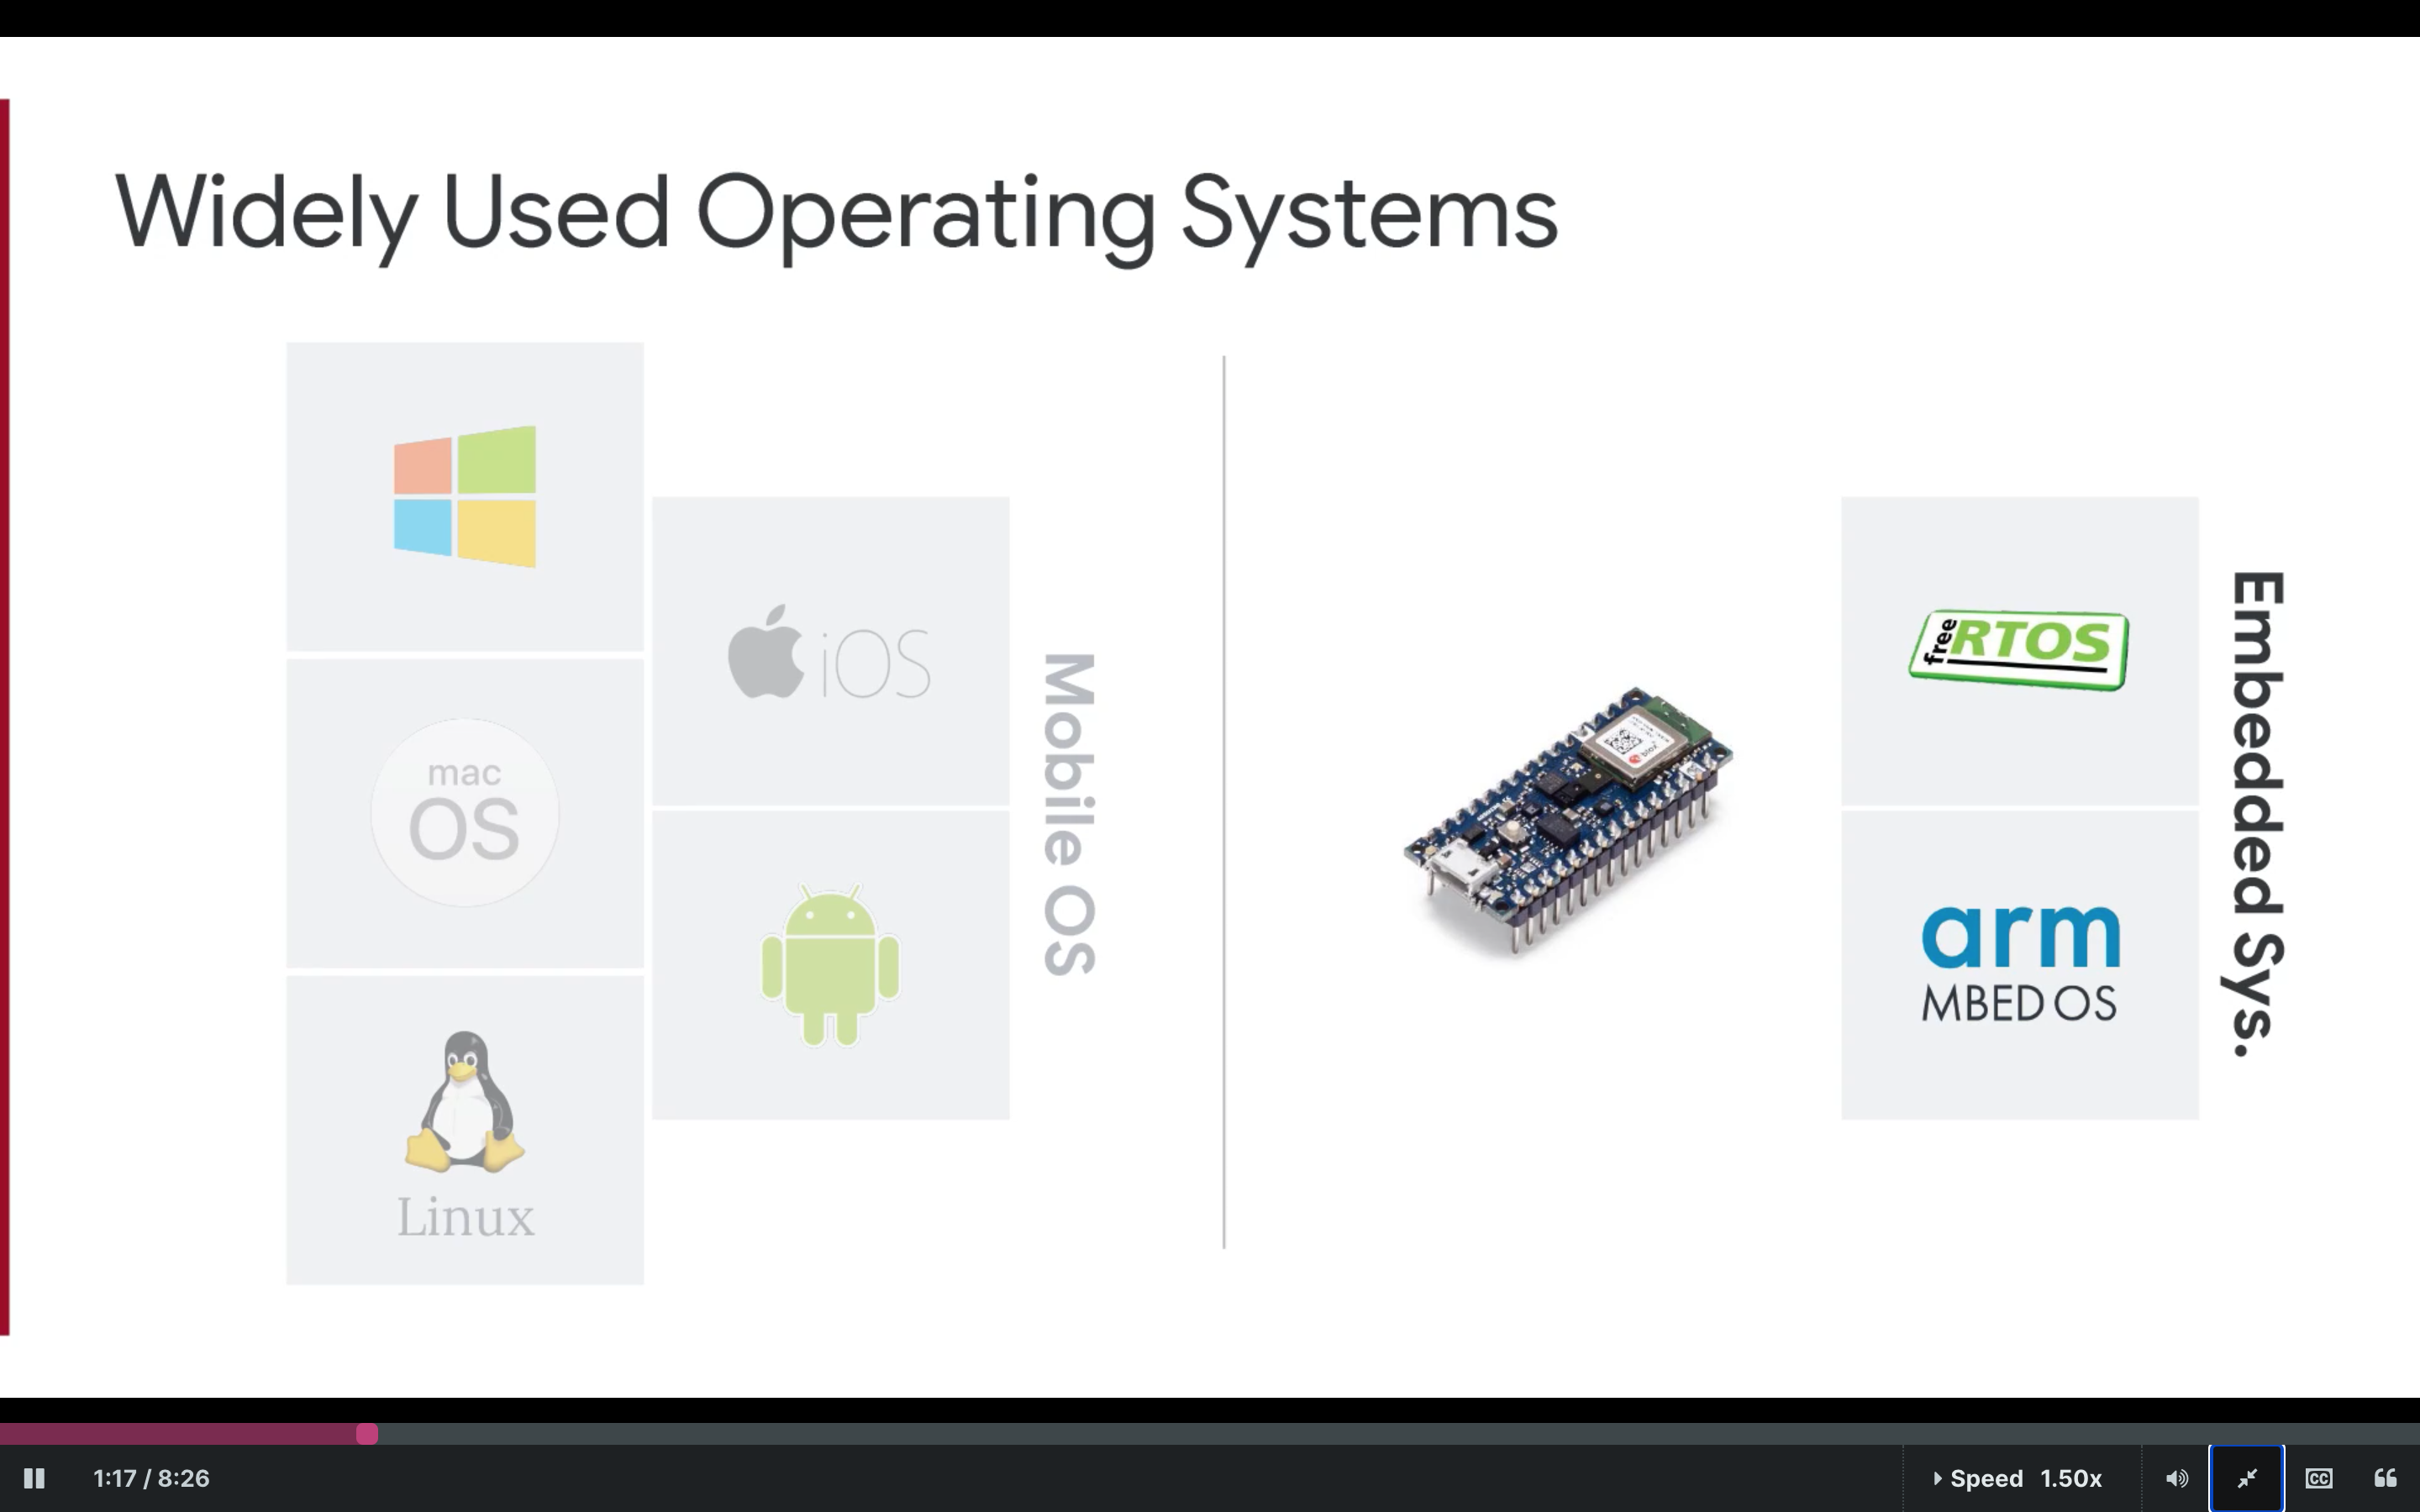 Widely Used Operating Systems
mac
OS
Linux
iOS
Mobile OS
free
RTOS
arm
MBED OS
Embedded Sys.
1:17 / 8:26
Speed 1.50x
CC